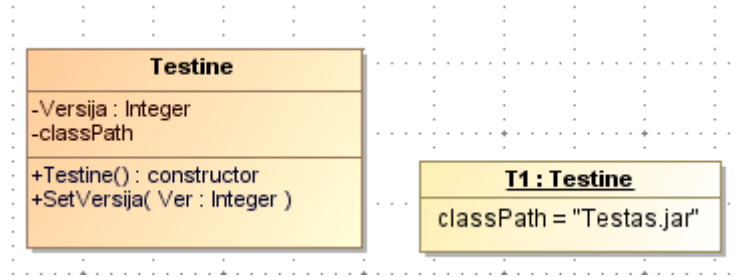 Testine
-Versija : Integer
-classPath
+Testine() : constructor
+SetVersija( Ver : Integer )
T1 : Testine
classPath = "Testas.jar"